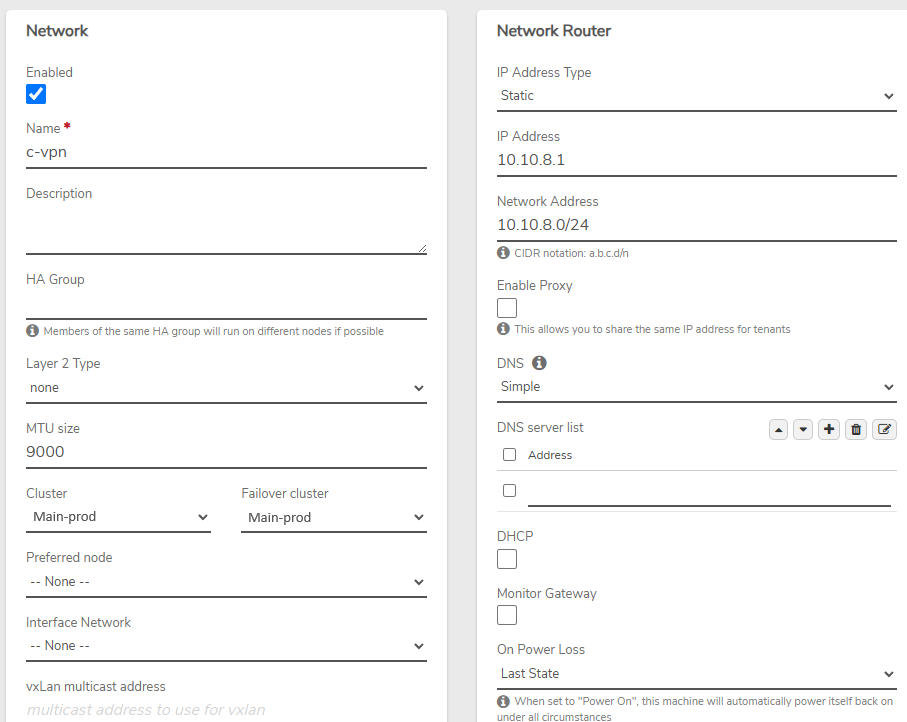 Network
Enabled
Name *
c-vpn
Description
HA Group
Members of the same HA group will run on different nodes if possible
Layer 2 Type
none
MTU size
9000
Cluster
Failover cluster
Main-prod
Main-prod
Preferred node
-- None --
Interface Network
-- None --
vxLan multicast address
multicast address to use for vxlan
Network Router
IP Address Type
Static
IP Address
10.10.8.1
Network Address
10.10.8.0/24
CIDR notation: a.b.c.d/n
Enable Proxy
This allows you to share the same IP address for tenants
DNS
Simple
DNS server list
Address
DHCP
Monitor Gateway
On Power Loss
Last State
When set to "Power On", this machine will automatically power itself back on
under all circumstances